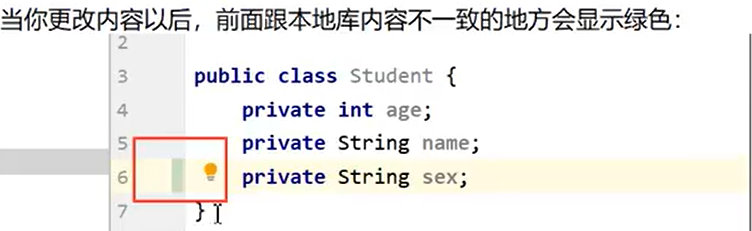 当你更改内容以后，前面跟本地库内容不一致的地方会显示绿色：
2
3 public class Student {
4 private int age;
5 private String name;
6 private String sex;
7 }